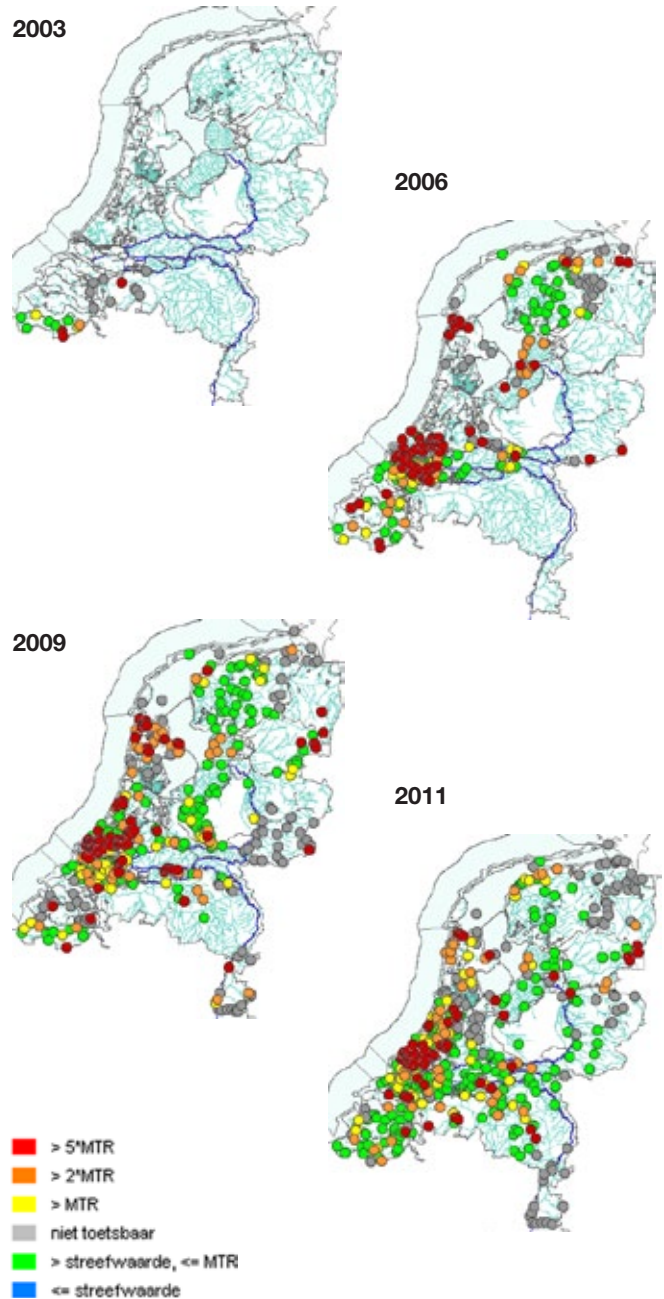 2003
2006
2009
2011
> 5*MTR
> 2*MTR
> MTR
niet toetsbaar
> streefwaarde, <= MTR
<= streefwaarde